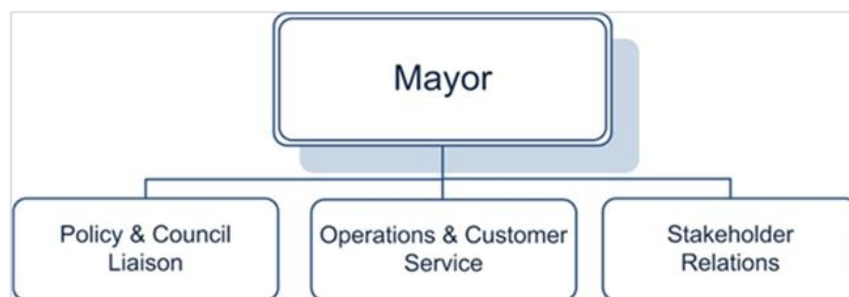 Mayor
Policy & Council
Liaison
Operations & Customer
Service
Stakeholder
Relations